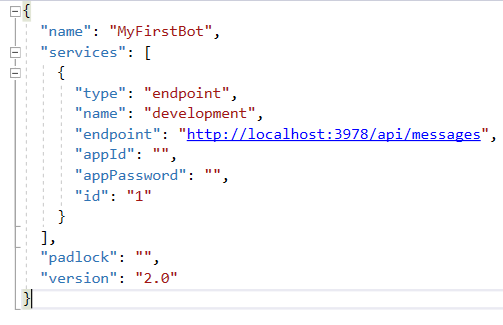 {
"name": "MyFirstBot",
"services": [
{
"type": "endpoint",
"name": "development",
"endpoint": "http://localhost:3978/api/messages",
"appId": "",
"appPassword": "",
"id": "1"
}
],
"padlock": "",
"version": "2.0"
}